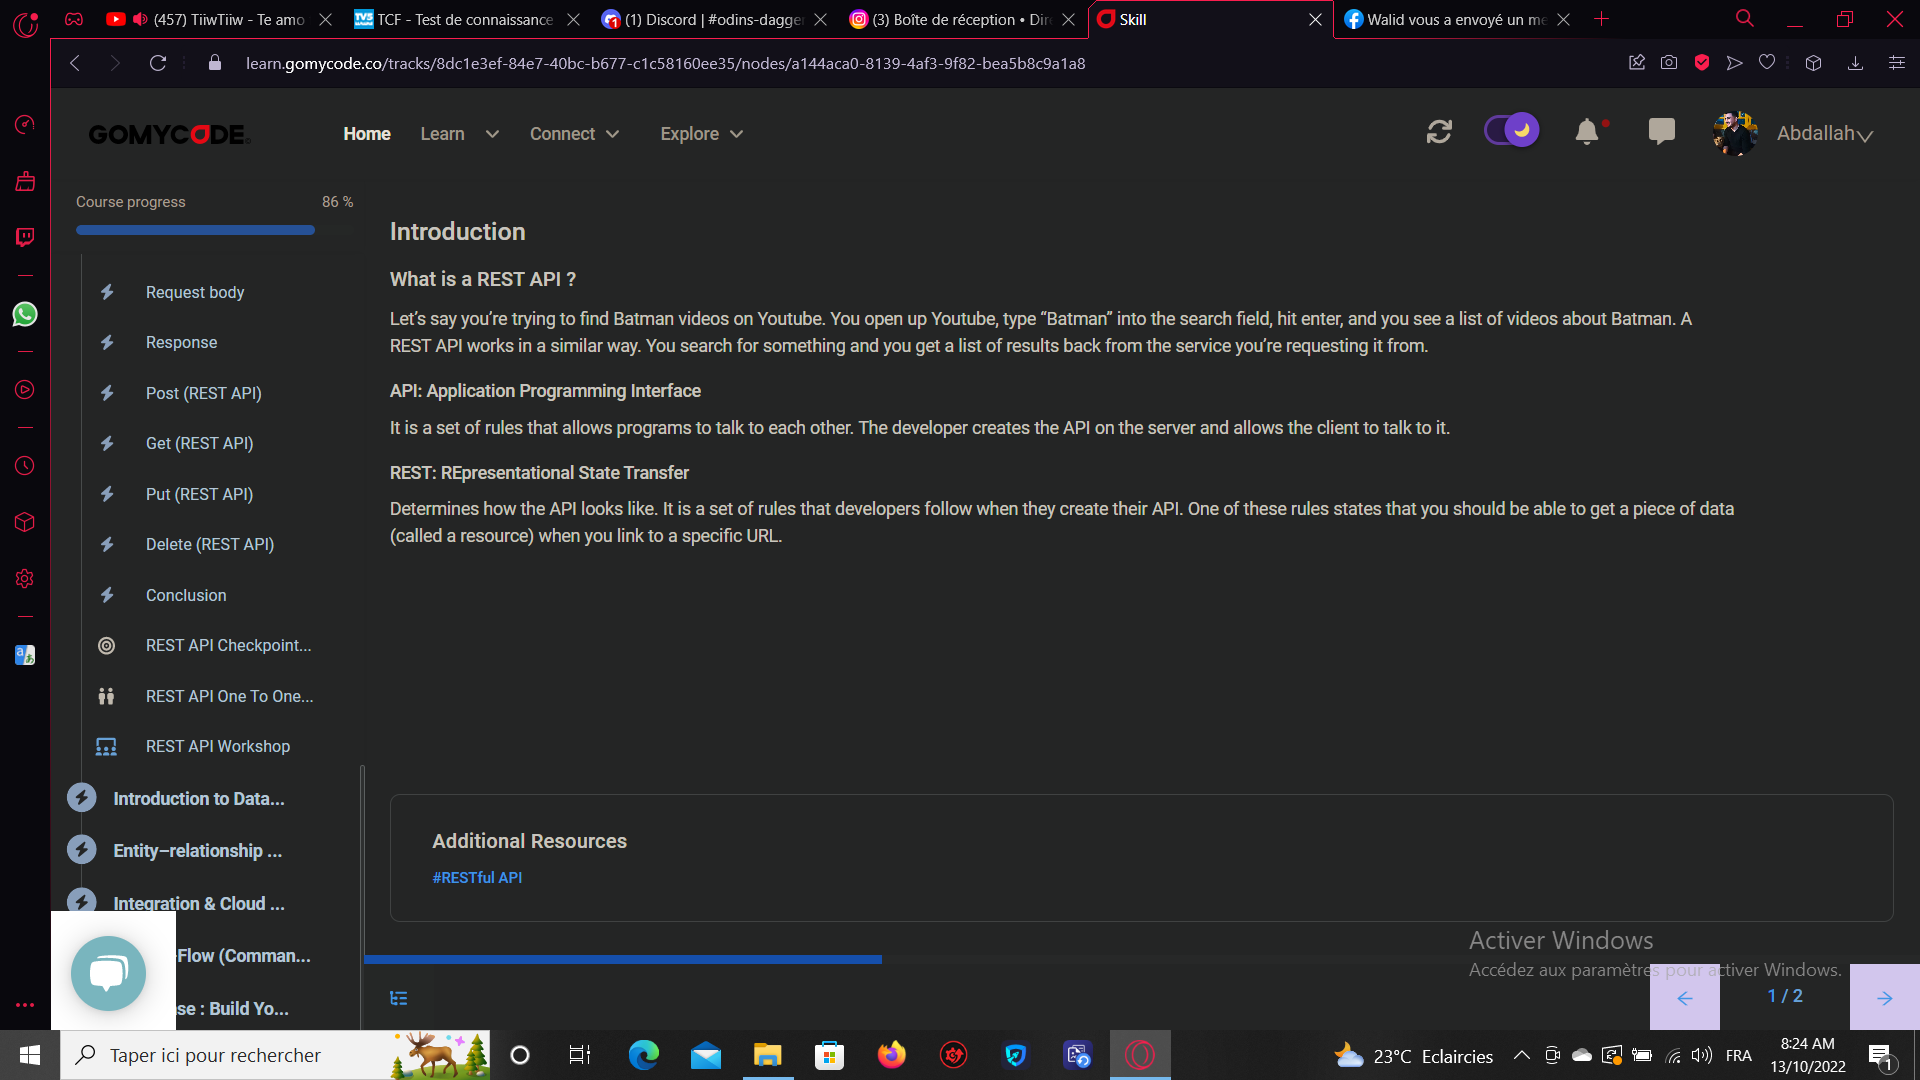 (457) TiiwTiiw - Te amo
TCF - Test de connaissance
(1) Discord | #odins-dagger
(3) Boîte de réception • Dire
Skill
Walid vous a envoyé un me
learn.gomycode.co/tracks/8dc1e3ef-84e7-40bc-b677-c1c58160ee35/nodes/a144aca0-8139-4af3-9f82-bea5b8c9a1a8
GOMYCODE
Home
Learn
Connect
Explore
Abdallah
Course progress
86 %
Request body
Response
Post (REST API)
Get (REST API)
Put (REST API)
Delete (REST API)
Conclusion
REST API Checkpoint...
REST API One To One...
REST API Workshop
Introduction to Data...
Entity–relationship ...
Integration & Cloud ...
-Flow (Comman...
se : Build Yo...
Introduction
What is a REST API ?
Let’s say you’re trying to find Batman videos on Youtube. You open up Youtube, type “Batman” into the search field, hit enter, and you see a list of videos about Batman. A
REST API works in a similar way. You search for something and you get a list of results back from the service you’re requesting it from.
API: Application Programming Interface
It is a set of rules that allows programs to talk to each other. The developer creates the API on the server and allows the client to talk to it.
REST: REpresentational State Transfer
Determines how the API looks like. It is a set of rules that developers follow when they create their API. One of these rules states that you should be able to get a piece of data
(called a resource) when you link to a specific URL.
Additional Resources
#RESTful API
Activer Windows
Accédez aux paramètres pour activer Windows.
1 / 2
Taper ici pour rechercher
23°C Eclaircies
FRA
8:24 AM
13/10/2022
1